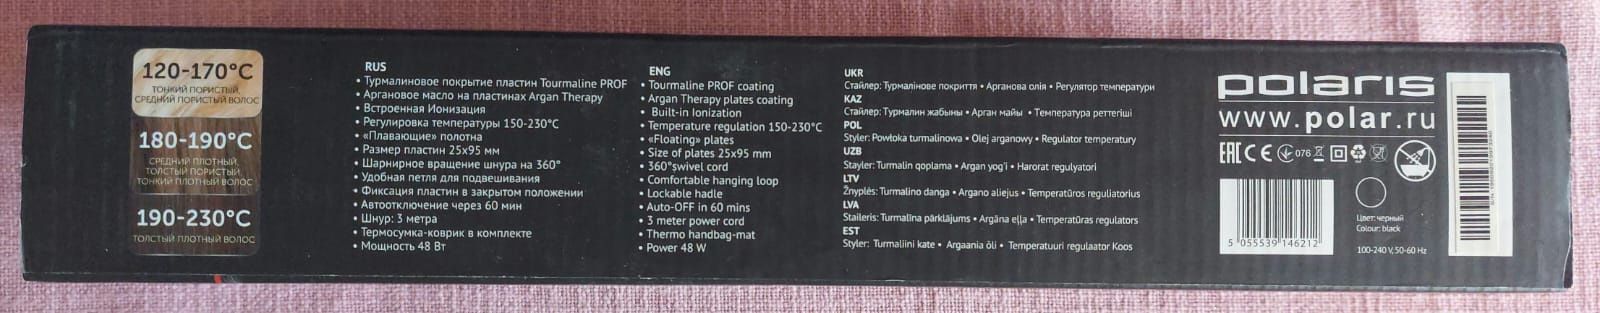 120-170°C
ТОНКИЙ ПОРИСТЫЙ,
СРЕДНИЙ ПОРИСТЫЙ ВОЛОС
180-190°C
СРЕДНИЙ ПЛОТНЫЙ,
ТОЛСТЫЙ ПОРИСТЫЙ,
ТОНКИЙ ПЛОТНЫЙ ВОЛОС
190-230°C
ТОЛСТЫЙ ПЛОТНЫЙ ВОЛОС
RUS
• Турмалиновое покрытие пластин Tourmaline PROF
• Аргановое масло на пластинах Argan Therapy
• Встроенная Ионизация
• Регулировка температуры 150-230°C
• «Плавающие» полотна
• Размер пластин 25x95 мм
• Шарнирное вращение шнура на 360°
• Удобная петля для подвешивания
• Фиксация пластин в закрытом положении
• Автоотключение через 60 мин
• Шнур: 3 метра
• Термосумка-коврик в комплекте
• Мощность 48 Вт
ENG
• Tourmaline PROF coating
• Argan Therapy plates coating
• Built-in Ionization
• Temperature regulation 150-230°C
• «Floating» plates
• Size of plates 25x95 mm
• 360°swivel cord
• Comfortable hanging loop
• Lockable hadle
• Auto-OFF in 60 mins
• 3 meter power cord
• Thermo handbag-mat
• Power 48 W
UKR
Стайлер: Турмалінове покриття • Арганова олія • Регулятор температури
KAZ
Стайлер: Турмалин жабыны • Арган майы • Температура реттегіші
POL
Styler: Powłoka turmalinowa • Olej arganowy • Regulator temperatury
UZB
Stayler: Turmalin qoplama • Argan yog'i • Harorat regulyatori
LTV
Žnyplės: Turmalino danga • Argano aliejus • Temperatūros reguliatorius
LVA
Staileris: Turmalīna pārklājums • Argāna eļļa • Temperatūras regulators
EST
Styler: Turmaliini kate • Argaania õli • Temperatuuri regulaator Koos
polaris
www.polar.ru
EAC CE 076
5 055539 146212
Цвет: черный
Colour: black
100-240 V, 50-60 Hz